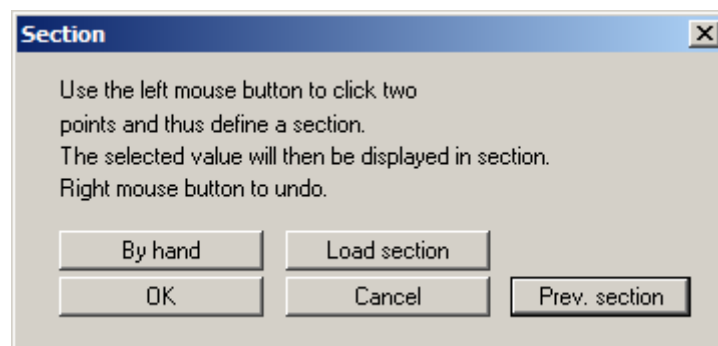 Section
Use the left mouse button to click two
points and thus define a section.
The selected value will then be displayed in section.
Right mouse button to undo.
By hand Load section
OK Cancel Prev. section